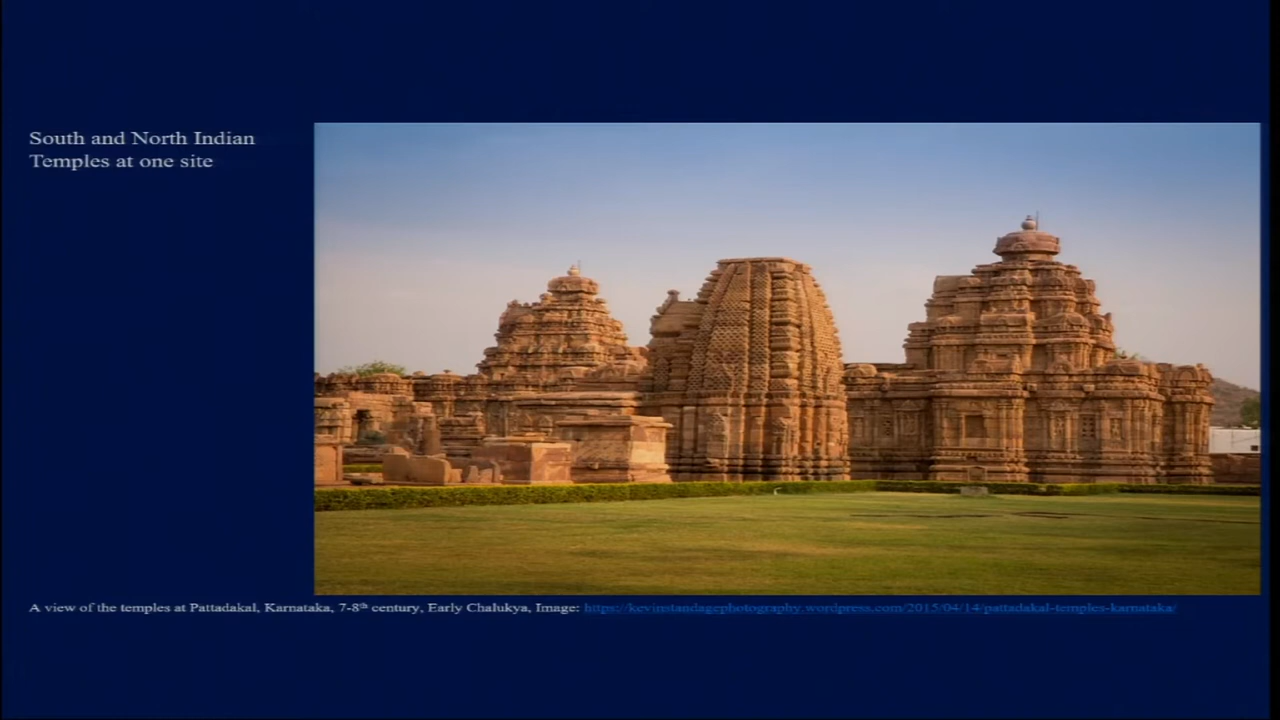 South and North Indian
Temples at one site
A view of the temples at Pattadakal, Karnataka, 7-8th century, Early Chalukya, Image: https://kevinstandagephotography.wordpress.com/2015/04/14/pattadakal-temples-karnataka/